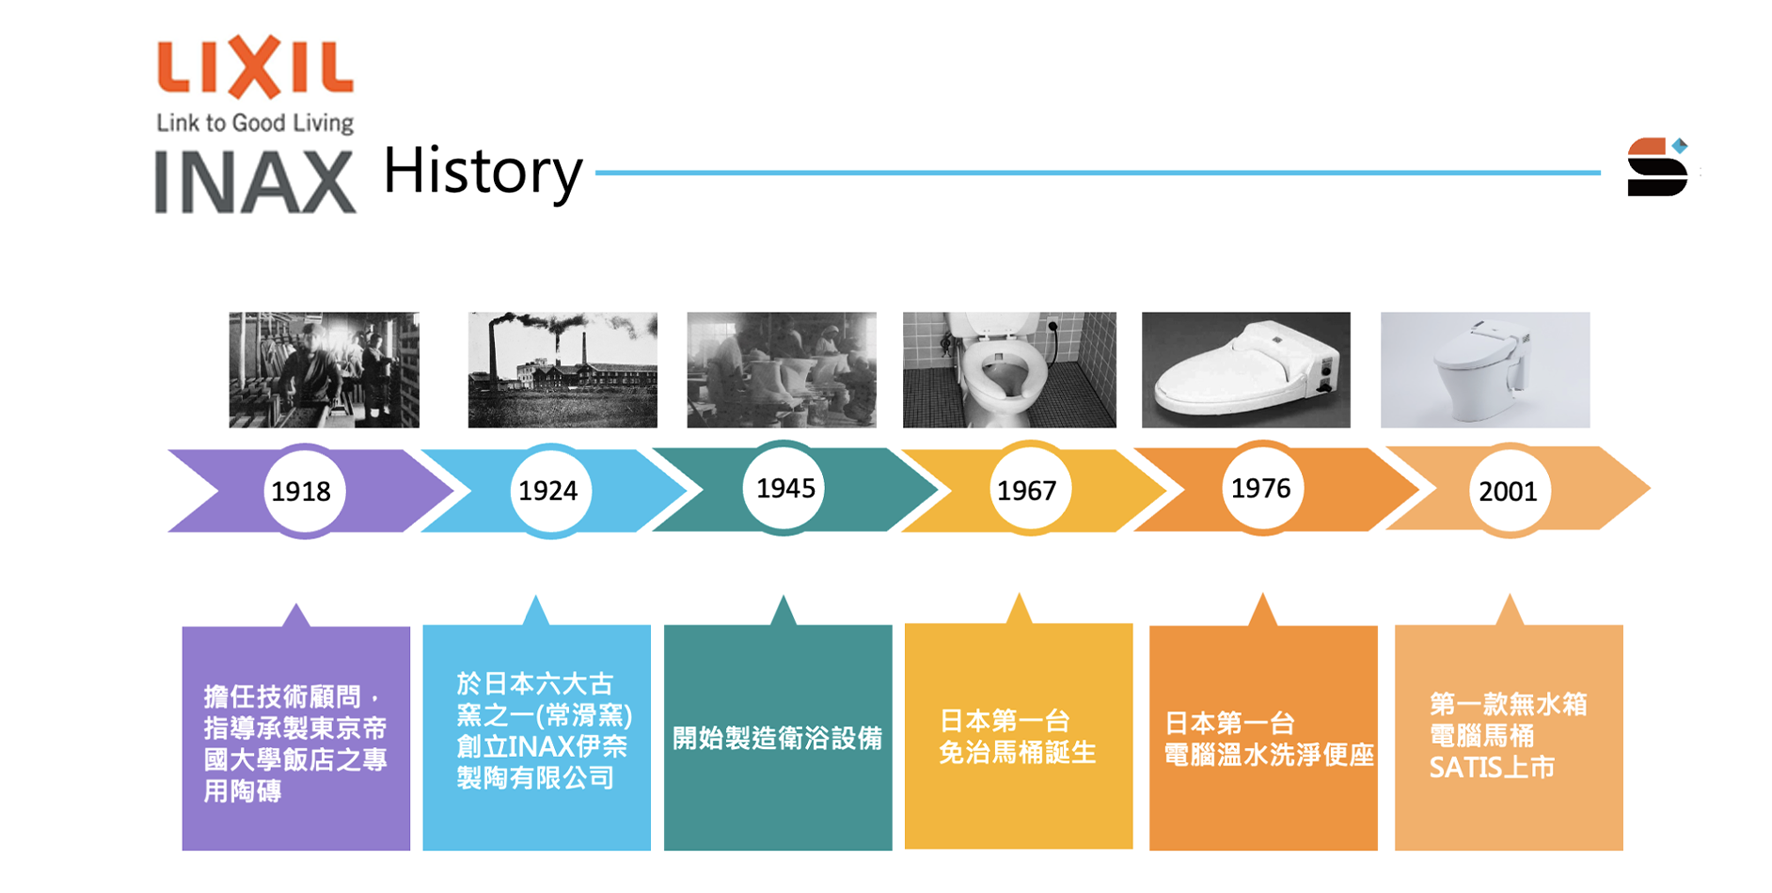 LIXIL
Link to Good Living
INAX History
1918
1924
1945
1967
1976
2001
擔任技術顧問，
指導承製東京帝
國大學飯店之專
用陶磚
於日本六大古
窯之一(常滑窯)
創立INAX伊奈
製陶有限公司
開始製造衛浴設備
日本第一台
免治馬桶誕生
日本第一台
電腦溫水洗淨便座
第一款無水箱
電腦馬桶
SATIS上市